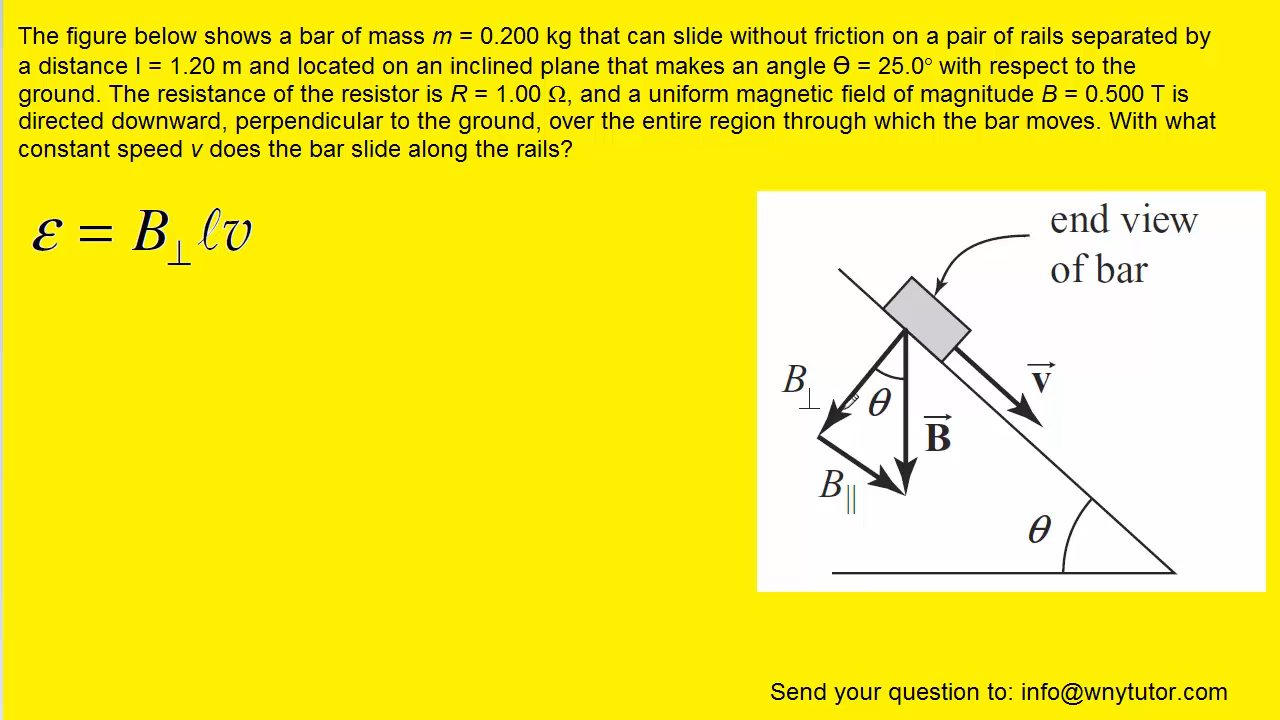 The figure below shows a bar of mass m = 0.200 kg that can slide without friction on a pair of rails separated by
a distance l = 1.20 m and located on an inclined plane that makes an angle Ө = 25.0° with respect to the
ground. The resistance of the resistor is R = 1.00 Ω, and a uniform magnetic field of magnitude B = 0.500 T is
directed downward, perpendicular to the ground, over the entire region through which the bar moves. With what
constant speed v does the bar slide along the rails?
ε = B⊥ℓv
end view
of bar
B⊥
θ
v⃗
B⃗
B∥
θ
Send your question to: info@wnytutor.com